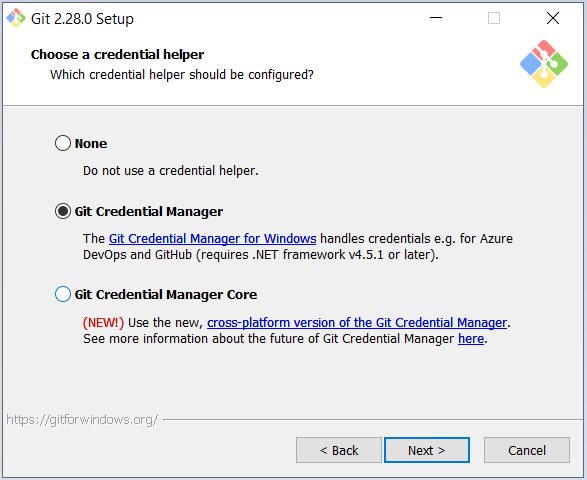 Git 2.28.0 Setup
Choose a credential helper
Which credential helper should be configured?
None
Do not use a credential helper.
Git Credential Manager
The Git Credential Manager for Windows handles credentials e.g. for Azure
DevOps and GitHub (requires .NET framework v4.5.1 or later).
Git Credential Manager Core
(NEW!) Use the new, cross-platform version of the Git Credential Manager.
See more information about the future of Git Credential Manager here.
https://gitforwindows.org/
< Back Next > Cancel